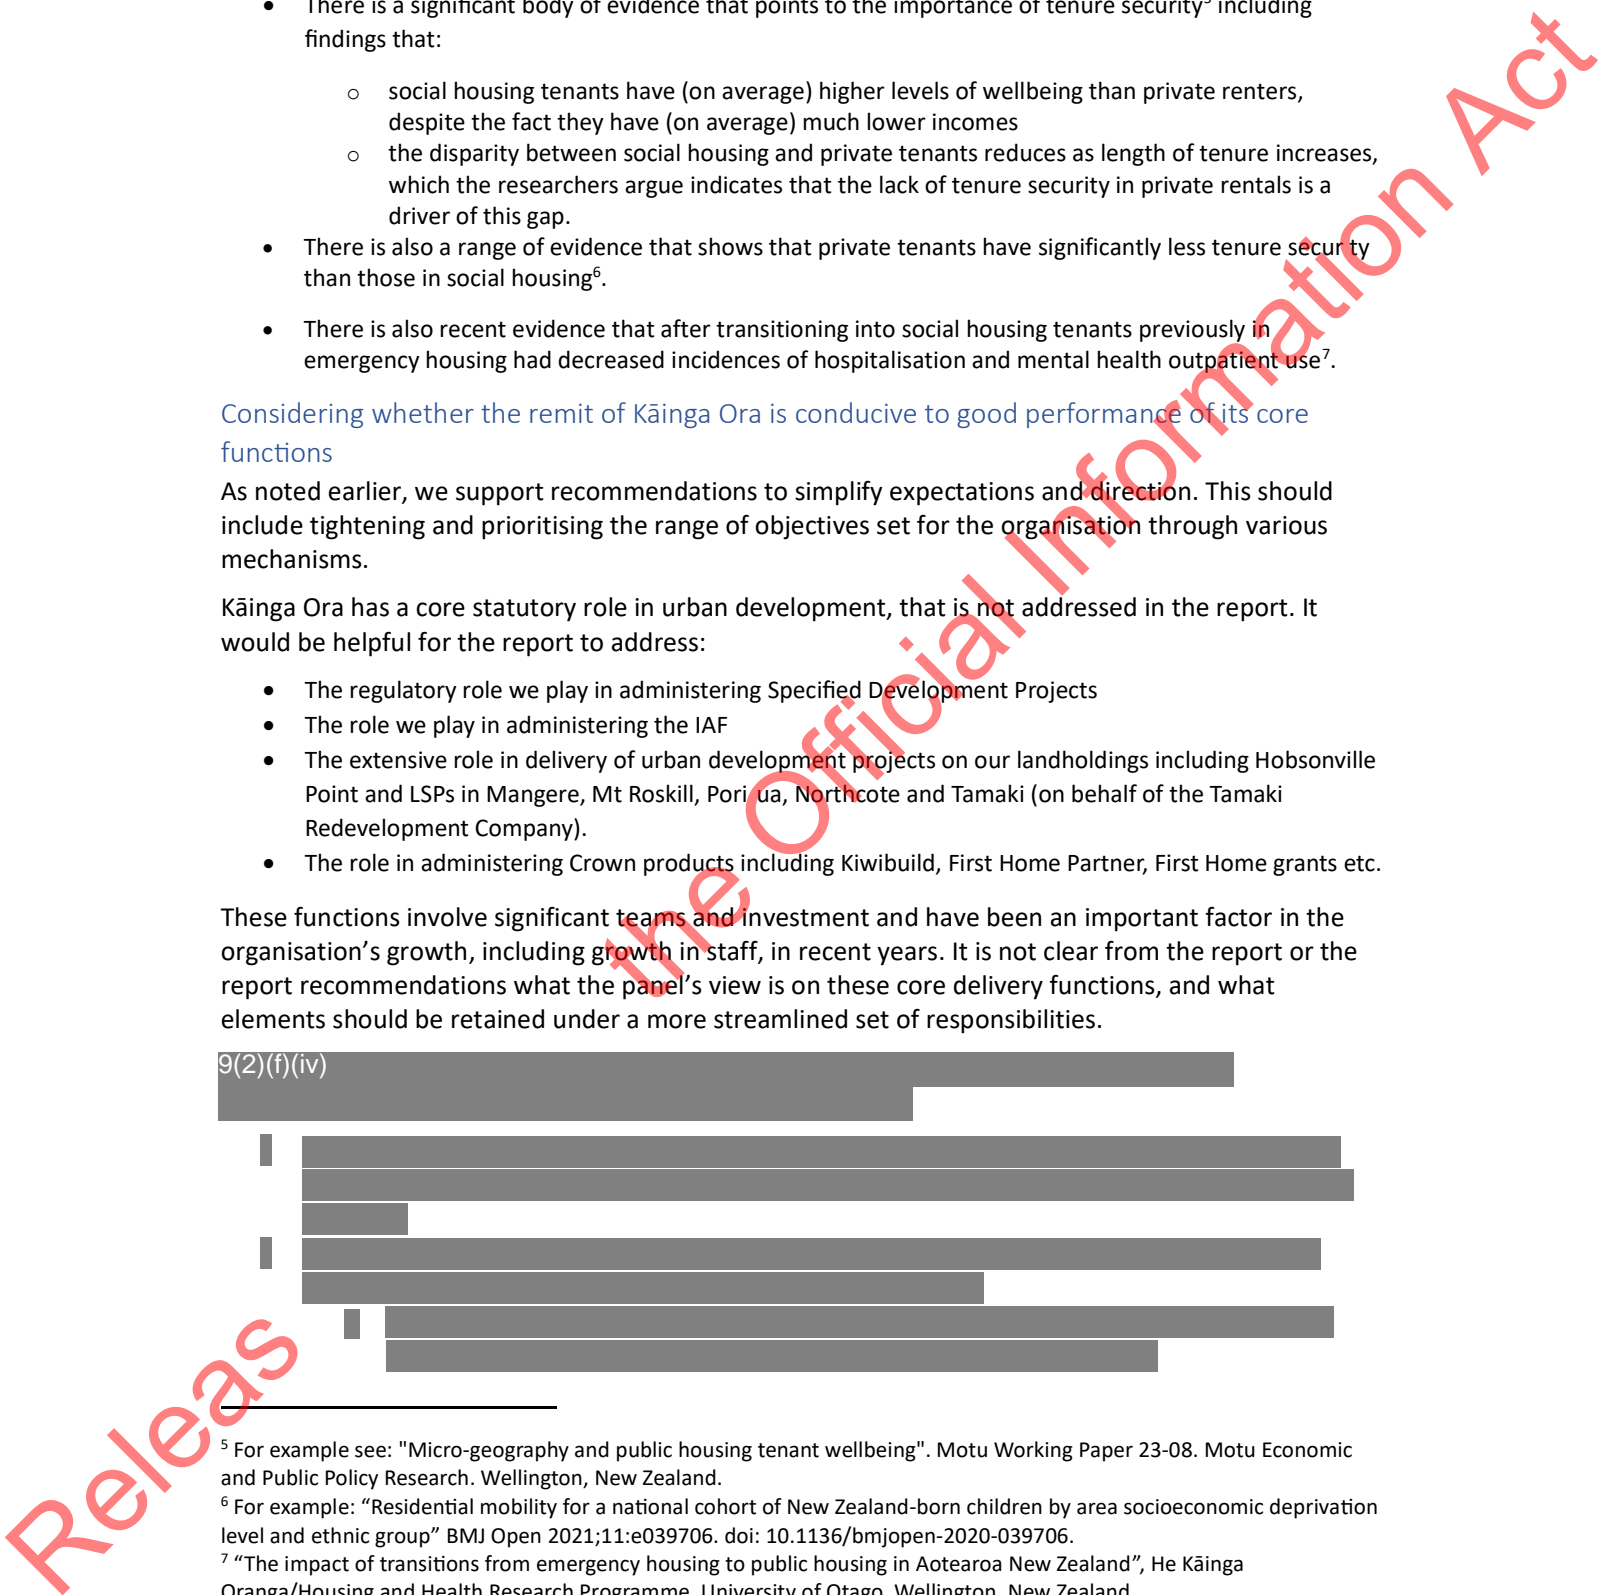 • There is a significant body of evidence that points to the importance of tenure security5 including
findings that:
o social housing tenants have (on average) higher levels of wellbeing than private renters,
despite the fact they have (on average) much lower incomes
o the disparity between social housing and private tenants reduces as length of tenure increases,
which the researchers argue indicates that the lack of tenure security in private rentals is a
driver of this gap.
• There is also a range of evidence that shows that private tenants have significantly less tenure security
than those in social housing6.
• There is also recent evidence that after transitioning into social housing tenants previously in
emergency housing had decreased incidences of hospitalisation and mental health outpatient use7.
Considering whether the remit of Kāinga Ora is conducive to good performance of its core
functions
As noted earlier, we support recommendations to simplify expectations and direction. This should
include tightening and prioritising the range of objectives set for the organisation through various
mechanisms.
Kāinga Ora has a core statutory role in urban development, that is not addressed in the report. It
would be helpful for the report to address:
• The regulatory role we play in administering Specified Development Projects
• The role we play in administering the IAF
• The extensive role in delivery of urban development projects on our landholdings including Hobsonville
Point and LSPs in Mangere, Mt Roskill, Porirua, Northcote and Tamaki (on behalf of the Tamaki
Redevelopment Company).
• The role in administering Crown products including Kiwibuild, First Home Partner, First Home grants etc.
These functions involve significant teams and investment and have been an important factor in the
organisation’s growth, including growth in staff, in recent years. It is not clear from the report or the
report recommendations what the panel’s view is on these core delivery functions, and what
elements should be retained under a more streamlined set of responsibilities.
9(2)(f)(iv)
5 For example see: "Micro-geography and public housing tenant wellbeing". Motu Working Paper 23-08. Motu Economic
and Public Policy Research. Wellington, New Zealand.
6 For example: “Residential mobility for a national cohort of New Zealand-born children by area socioeconomic deprivation
level and ethnic group” BMJ Open 2021;11:e039706. doi: 10.1136/bmjopen-2020-039706.
7 “The impact of transitions from emergency housing to public housing in Aotearoa New Zealand”, He Kāinga
Oranga/Housing and Health Research Programme, University of Otago, Wellington, New Zealand
Releas the Official Information Act